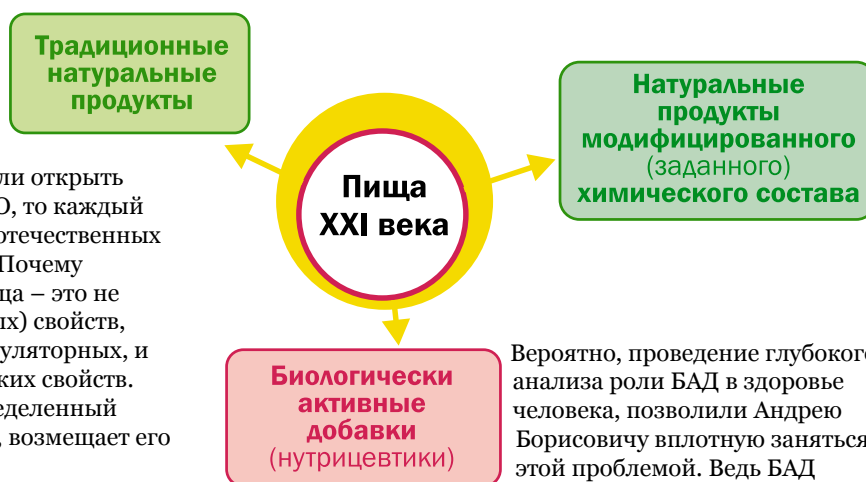 Традиционные
натуральные
продукты
Натуральные
продукты
модифицированного
(заданного)
химического состава
Пища
XXI века
Биологически
активные
добавки
(нутрицевтики)
ли открыть
О, то каждый
отечественных
Почему
ца – это не
ых) свойств,
уляторных, и
ких свойств.
еделенный
, возмещает его
Вероятно, проведение глубокого
анализа роли БАД в здоровье
человека, позволили Андрею
Борисовичу вплотную заняться
этой проблемой. Ведь БАД